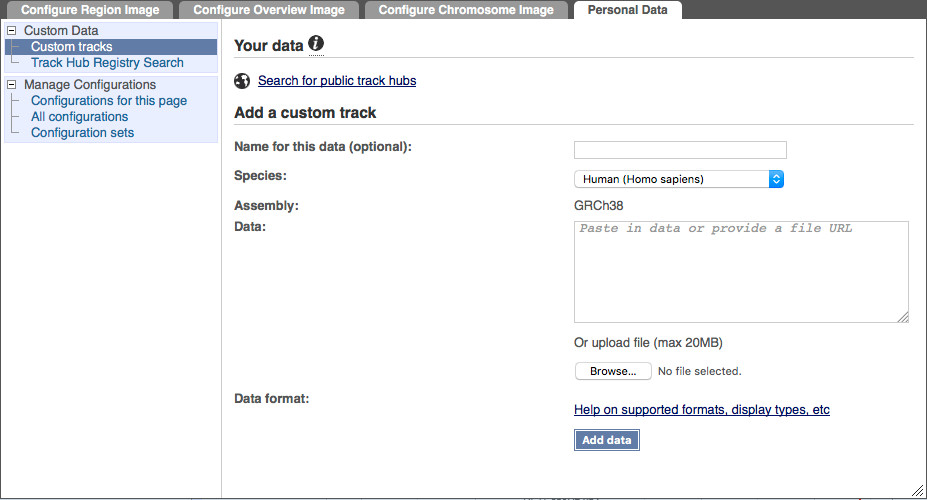 Configure Region Image Configure Overview Image Configure Chromosome Image Personal Data
Custom Data
Custom tracks
Track Hub Registry Search
Manage Configurations
Configurations for this page
All configurations
Configuration sets
Your data
Search for public track hubs
Add a custom track
Name for this data (optional):
Species: Human (Homo sapiens)
Assembly: GRCh38
Data: Paste in data or provide a file URL
Or upload file (max 20MB)
Browse... No file selected.
Data format:
Help on supported formats, display types, etc
Add data